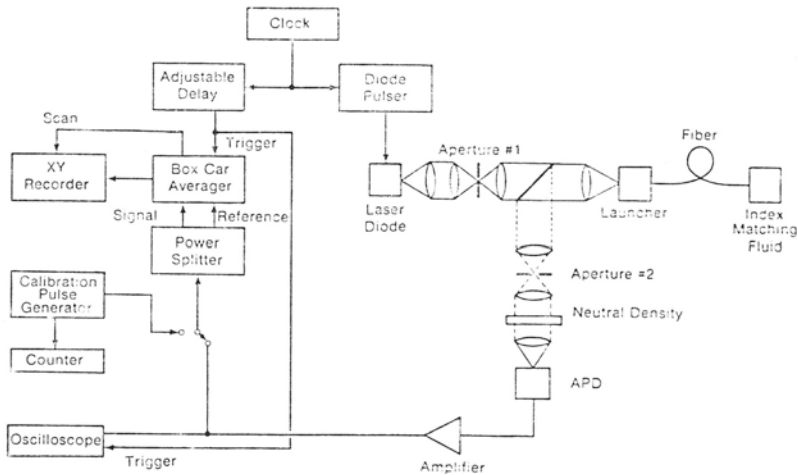 Clock
Adjustable
Delay
Diode
Pulser
Scan
Trigger
Aperture #1
Fiber
XY
Recorder
Box Car
Averager
Laser
Diode
Launcher
Index
Matching
Fluid
Signal
Reference
Power
Splitter
Aperture #2
Calibration
Pulse
Generator
Neutral Density
Counter
APD
Oscilloscope
Trigger
Amplifier